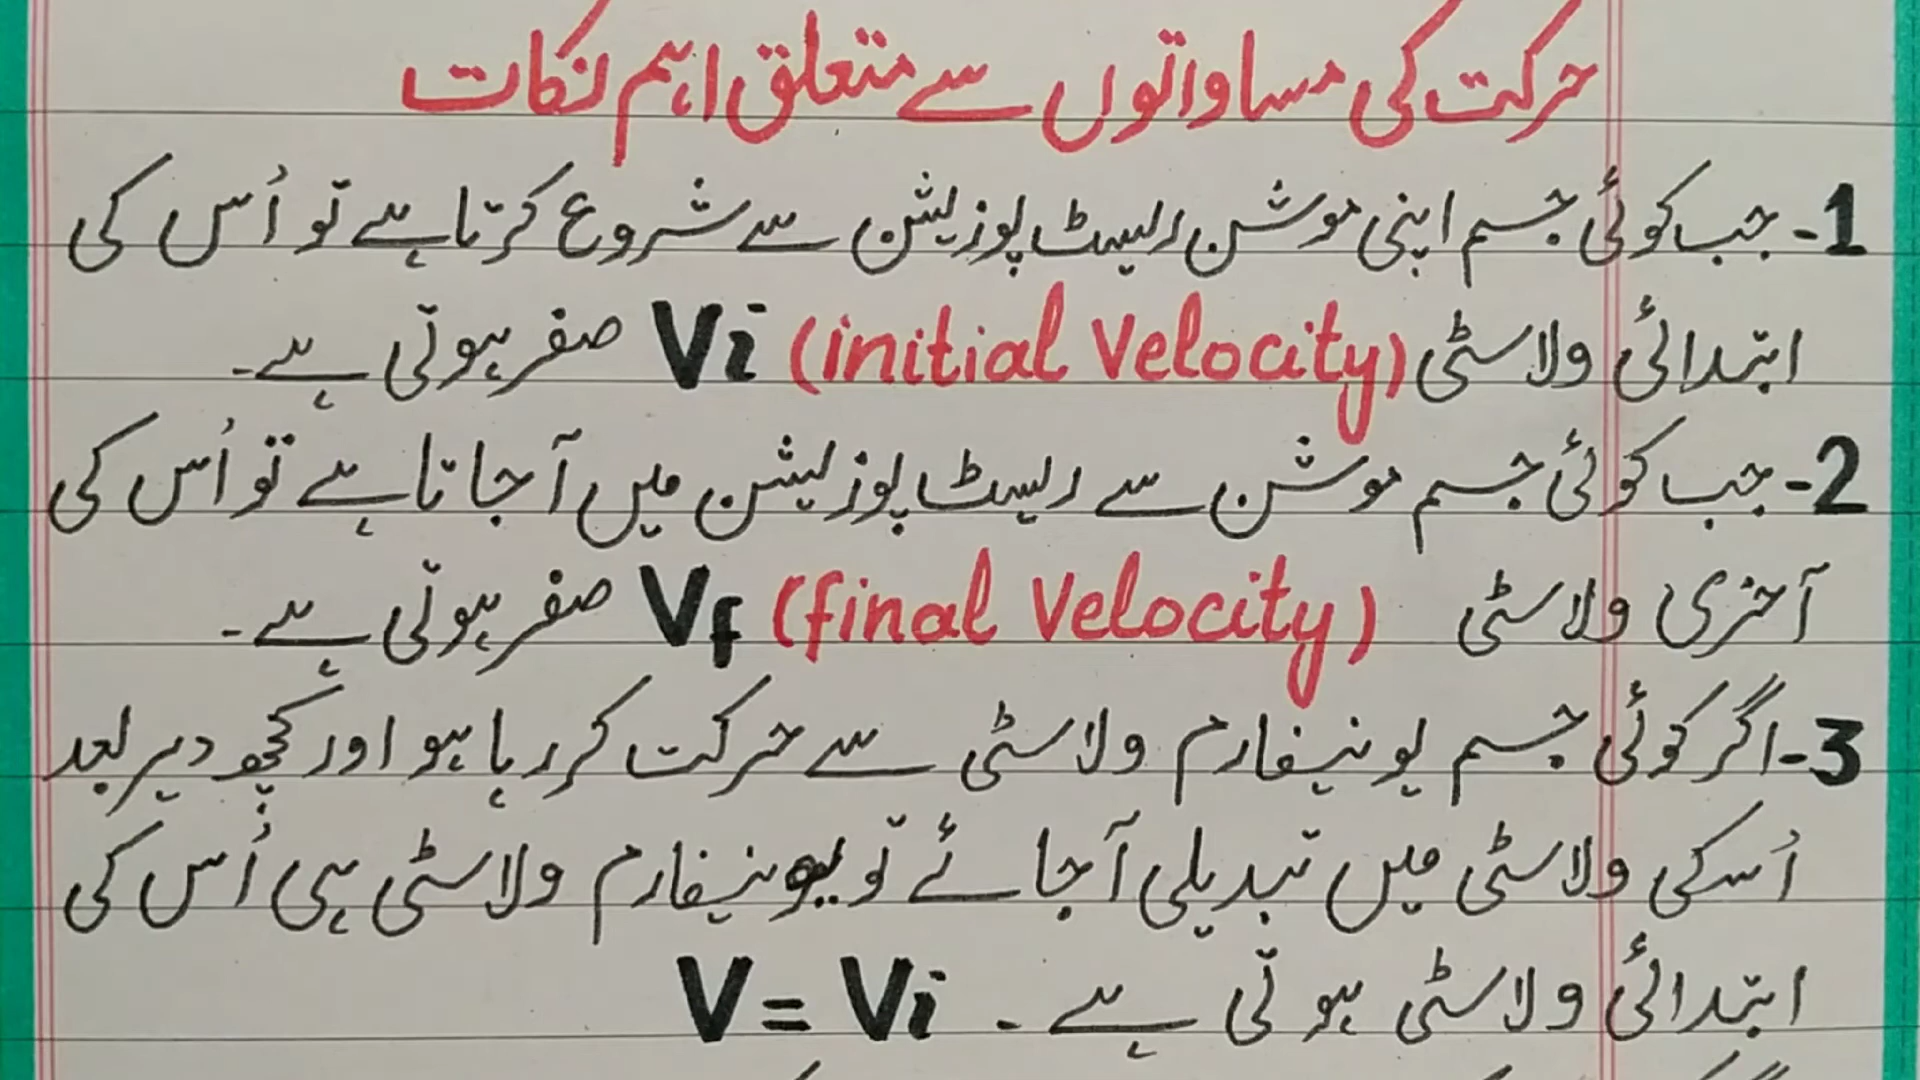 حرکت کی مساواتوں سے متعلق اہم نکات
1- جب کوئی جسم اپنی موشن ریسٹ پوزیشن سے شروع کرتا ہے تو اُس کی
ابتدائی ولاسٹی (initial Velocity) Vi صفر ہوتی ہے۔
2- جب کوئی جسم موشن سے ریسٹ پوزیشن میں آ جاتا ہے تو اُس کی
آخری ولاسٹی (final Velocity) Vf صفر ہوتی ہے۔
3- اگر کوئی جسم یونیفارم ولاسٹی سے حرکت کر رہا ہو اور کچھ دیر بعد
اُسکی ولاسٹی میں تبدیلی آ جائے تو یونیفارم ولاسٹی ہی اُس کی
ابتدائی ولاسٹی ہوتی ہے۔ V = Vi